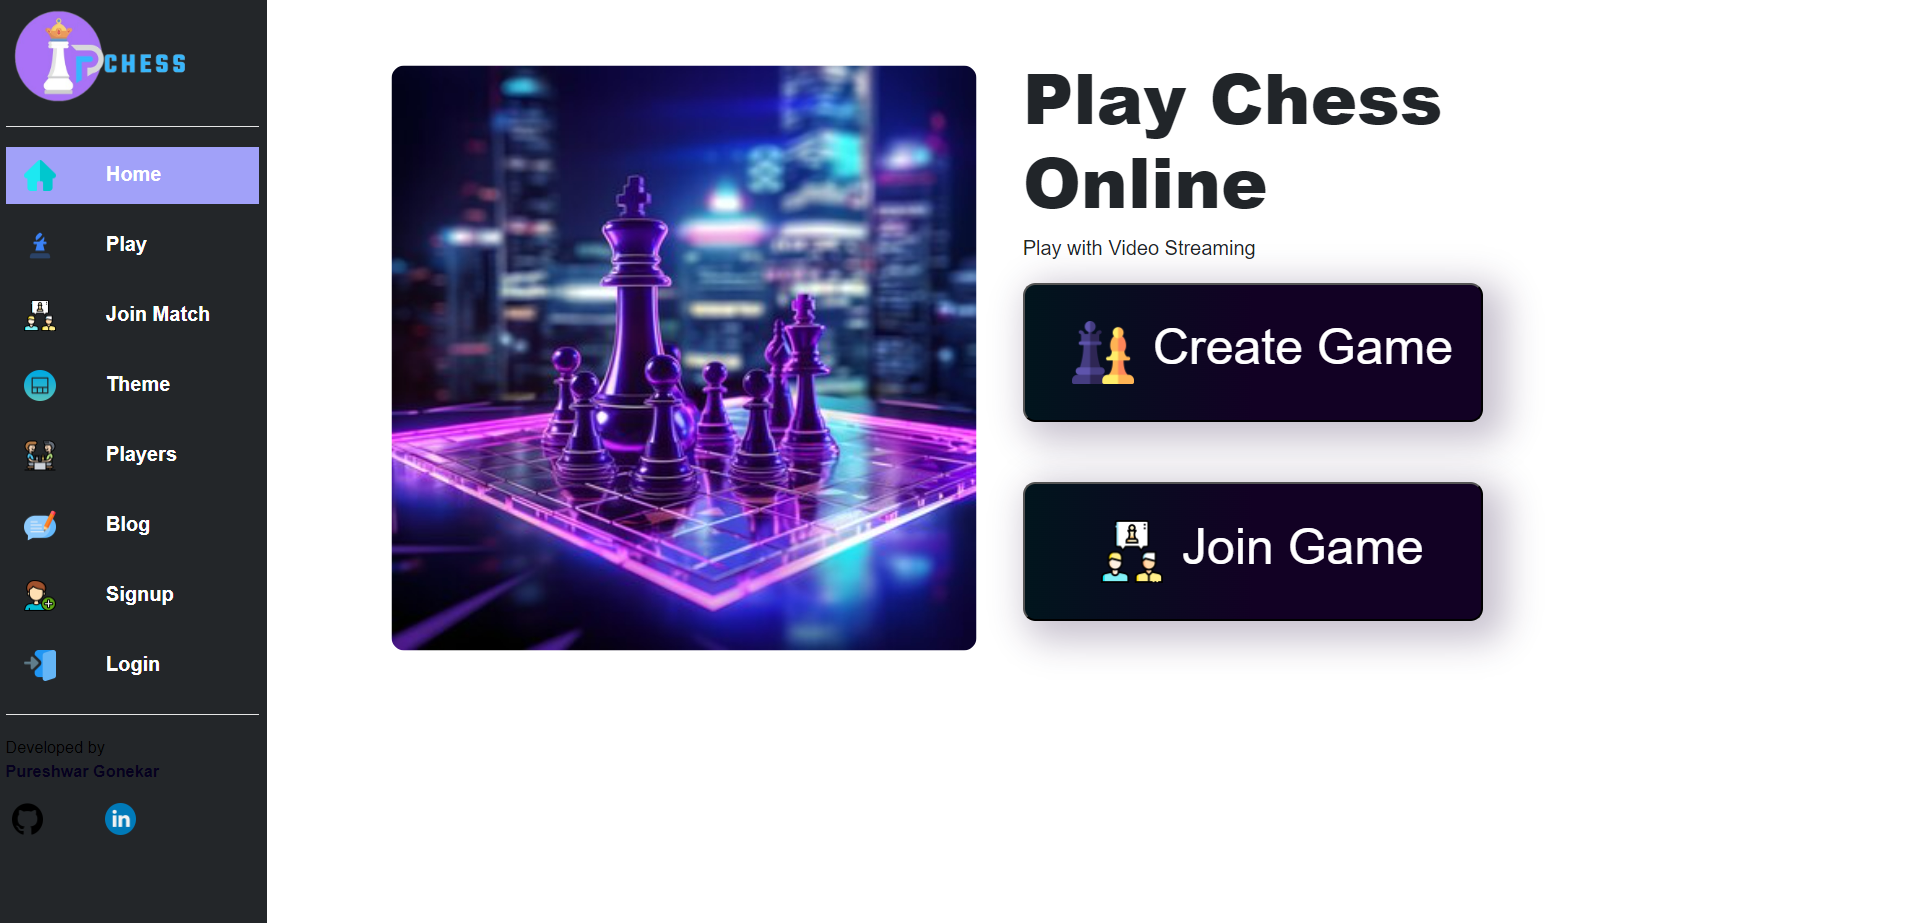 PCHESS
Home
Play
Join Match
Theme
Players
Blog
Signup
Login
Developed by
Pureshwar Gonekar
in
Play Chess
Online
Play with Video Streaming
Create Game
Join Game